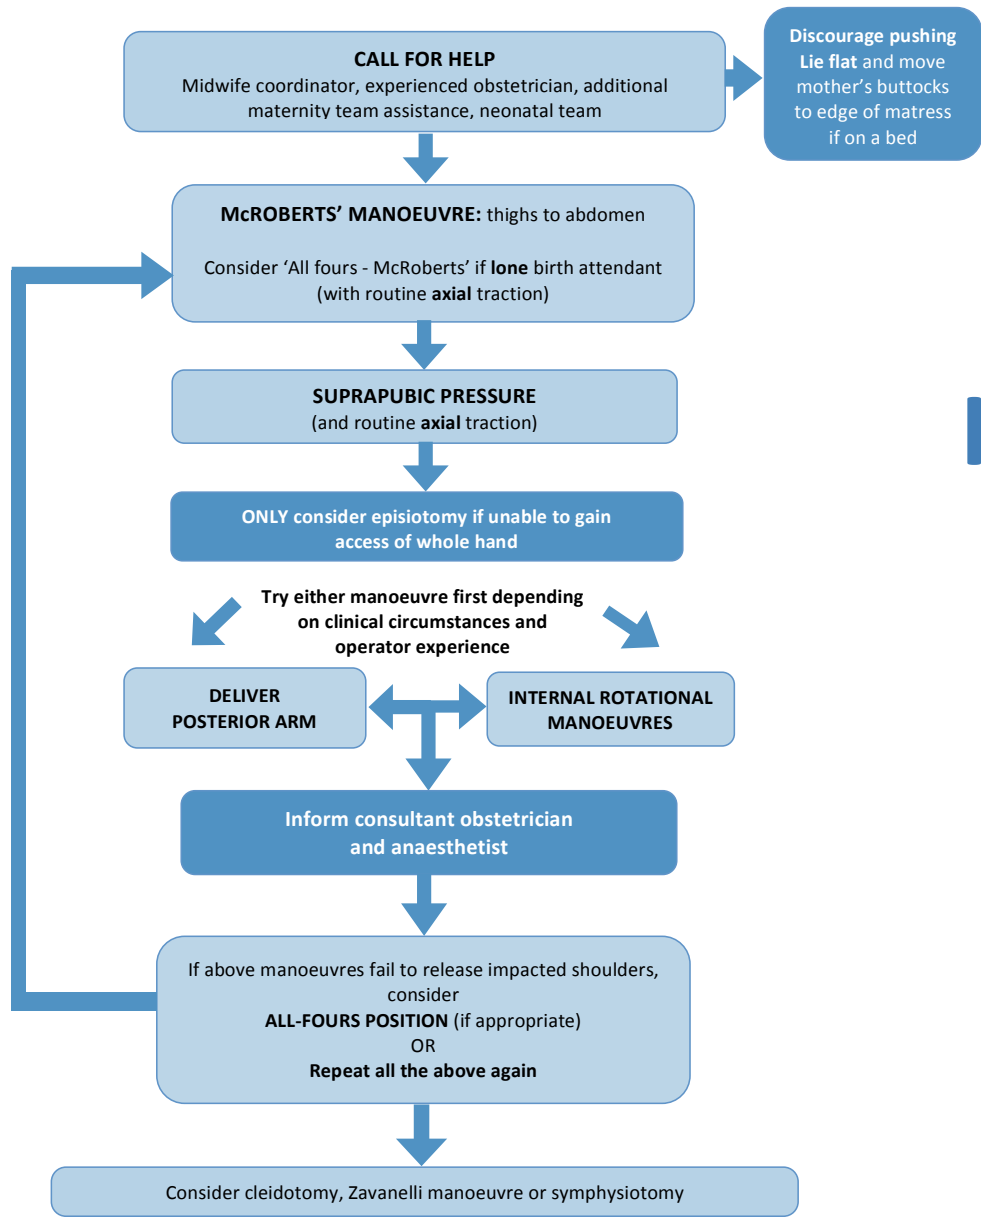 CALL FOR HELP
Midwife coordinator, experienced obstetrician, additional
maternity team assistance, neonatal team
Discourage pushing
Lie flat and move
mother's buttocks
to edge of matress
if on a bed
McROBERTS' MANOEUVRE: thighs to abdomen
Consider 'All fours - McRoberts' if lone birth attendant
(with routine axial traction)
SUPRAPUBIC PRESSURE
(and routine axial traction)
ONLY consider episiotomy if unable to gain
access of whole hand
Try either manoeuvre first depending
on clinical circumstances and
operator experience
DELIVER
POSTERIOR ARM
INTERNAL ROTATIONAL
MANOEUVRES
Inform consultant obstetrician
and anaesthetist
If above manoeuvres fail to release impacted shoulders,
consider
ALL-FOURS POSITION (if appropriate)
OR
Repeat all the above again
Consider cleidotomy, Zavanelli manoeuvre or symphysiotomy